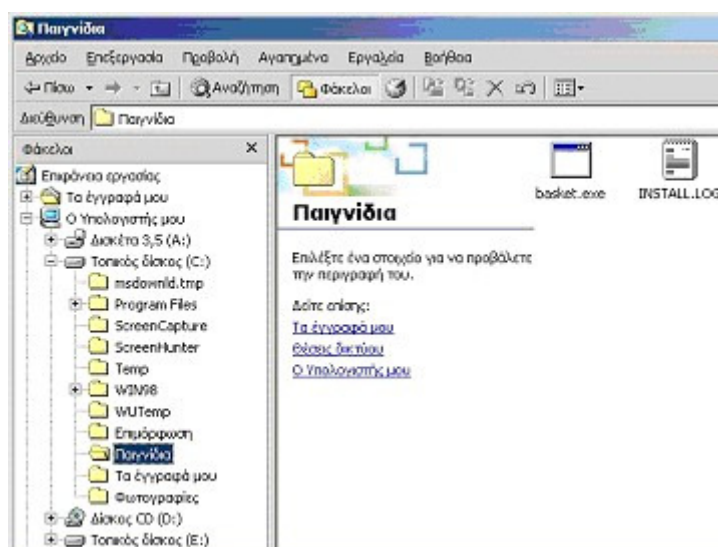 Παιγνίδια
Αρχείο Επεξεργασία Προβολή Αγαπημένα Εργαλεία Βοήθεια
Πίσω Αναζήτηση Φάκελοι
Διεύθυνση Παιγνίδια
Φάκελοι
Επιφάνεια εργασίας
Τα έγγραφά μου
Ο Υπολογιστής μου
Δισκέτα 3,5 (A:)
Τοπικός δίσκος (C:)
msdownld.tmp
Program Files
ScreenCapture
ScreenHunter
Temp
WIN98
WUTemp
Επιμόρφωση
Παιγνίδια
Τα έγγραφά μου
Φωτογραφίες
Δίσκος CD (D:)
Τοπικός δίσκος (E:)
Παιγνίδια
Επιλέξτε ένα στοιχείο για να προβάλετε
την περιγραφή του.
Δείτε επίσης:
Τα έγγραφά μου
Θέσεις δικτύου
Ο Υπολογιστής μου
basket.exe
INSTALL.LOG